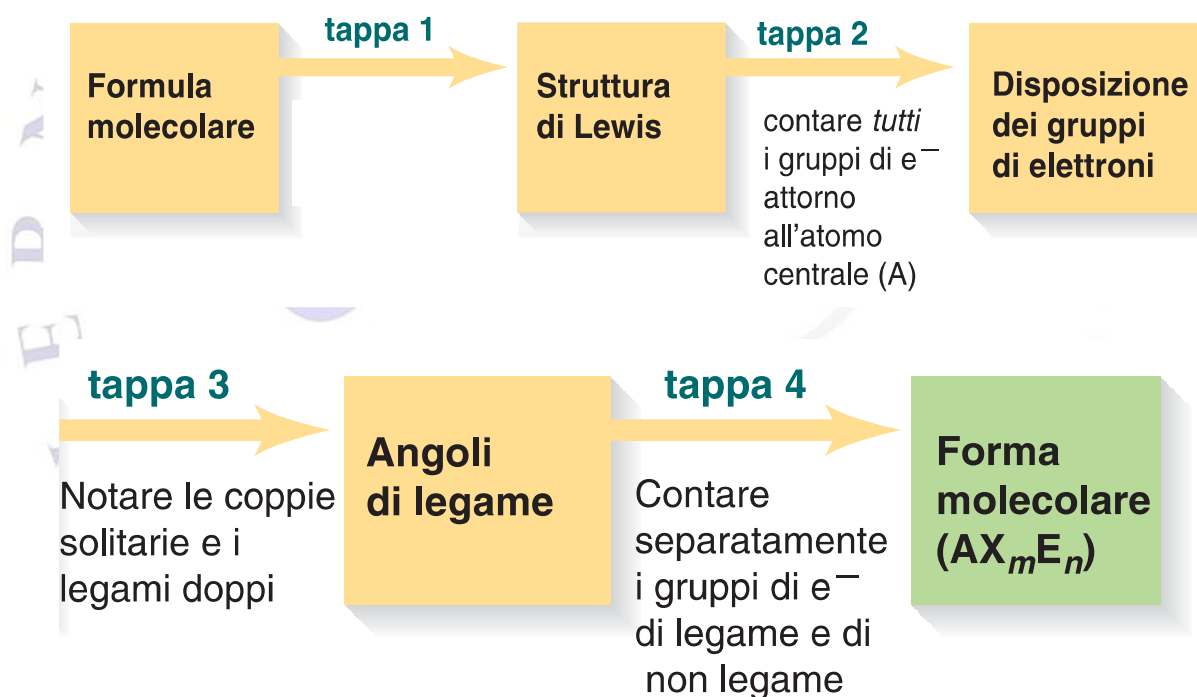 tappa 1
tappa 2
Formula
molecolare
Struttura
di Lewis
contare tutti
i gruppi di e⁻
attorno
all'atomo
centrale (A)
Disposizione
dei gruppi
di elettroni
D A
E
tappa 3
Notare le coppie
solitarie e i
legami doppi
Angoli
di legame
tappa 4
Contare
separatamente
i gruppi di e⁻
di legame e di
non legame
Forma
molecolare
(AXₘEₙ)